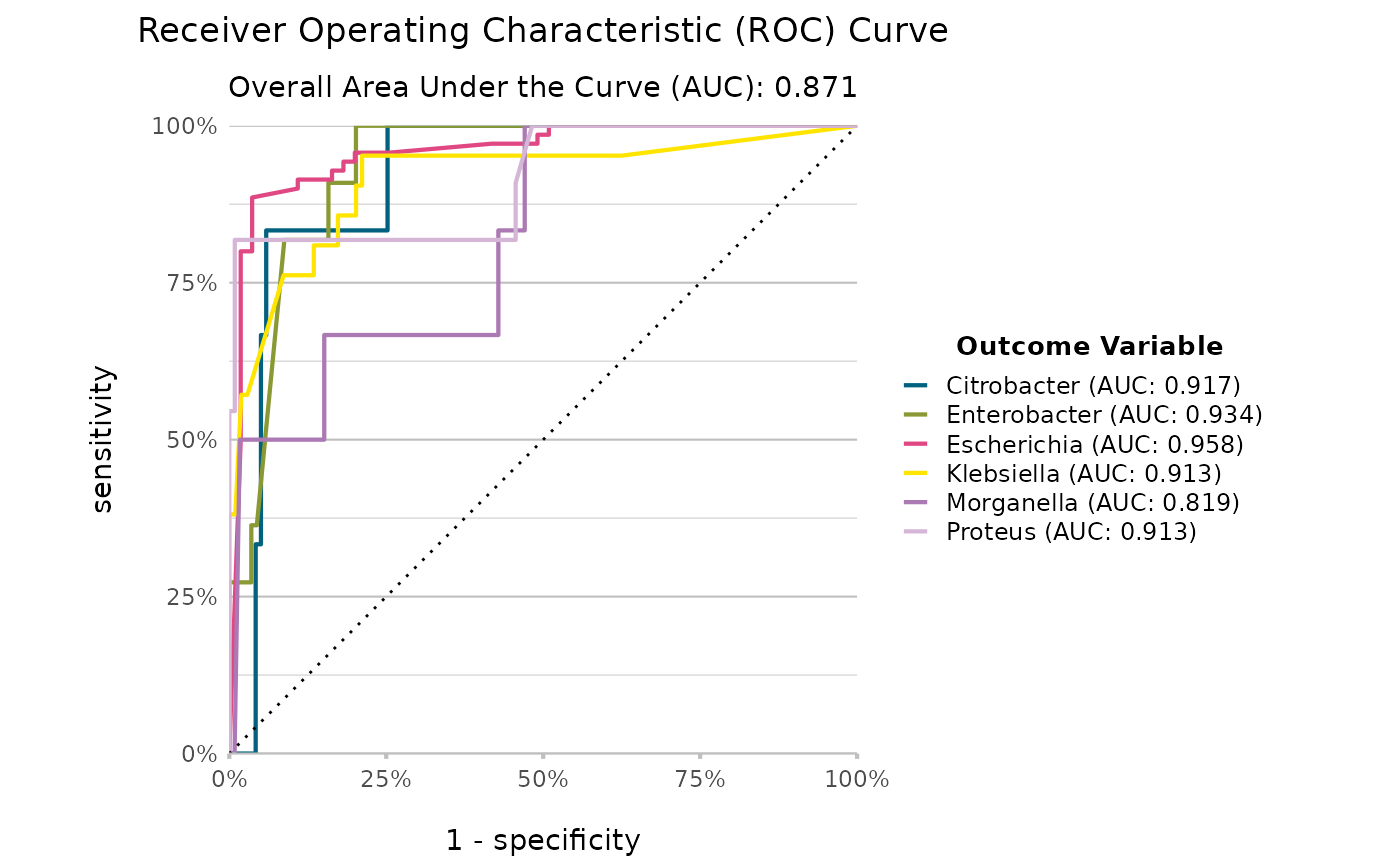 Receiver Operating Characteristic (ROC) Curve
Overall Area Under the Curve (AUC): 0.871
100%
75%
50%
25%
0%
sensitivity
0%
25%
50%
75%
100%
1 - specificity
Outcome Variable
Citrobacter (AUC: 0.917)
Enterobacter (AUC: 0.934)
Escherichia (AUC: 0.958)
Klebsiella (AUC: 0.913)
Morganella (AUC: 0.819)
Proteus (AUC: 0.913)